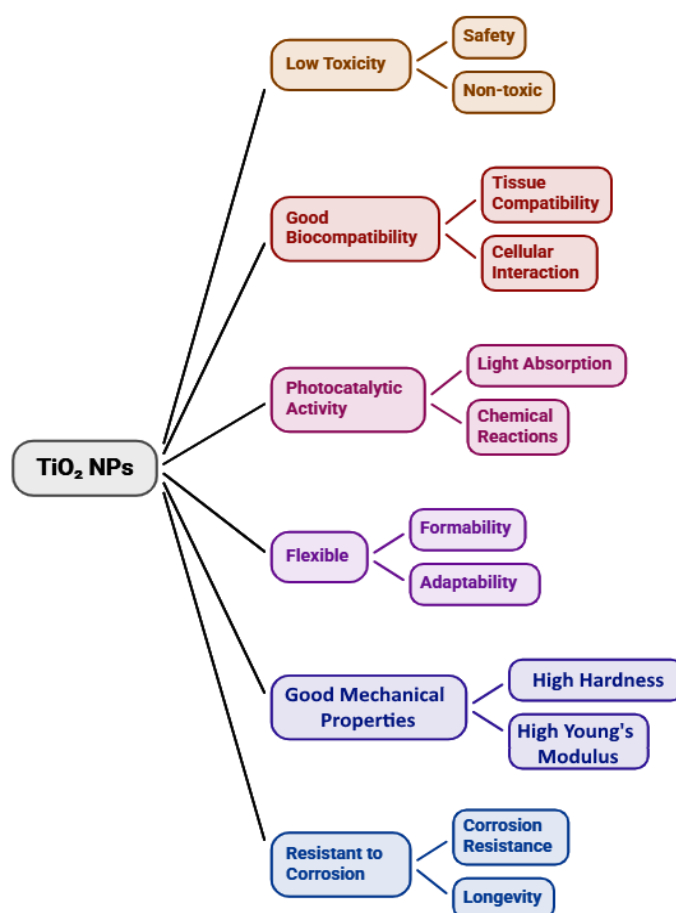 Low Toxicity
Safety
Non-toxic
Good
Biocompatibility
Tissue
Compatibility
Cellular
Interaction
Photocatalytic
Activity
Light Absorption
Chemical
Reactions
TiO₂ NPs
Flexible
Formability
Adaptability
Good Mechanical
Properties
High Hardness
High Young's
Modulus
Resistant to
Corrosion
Corrosion
Resistance
Longevity